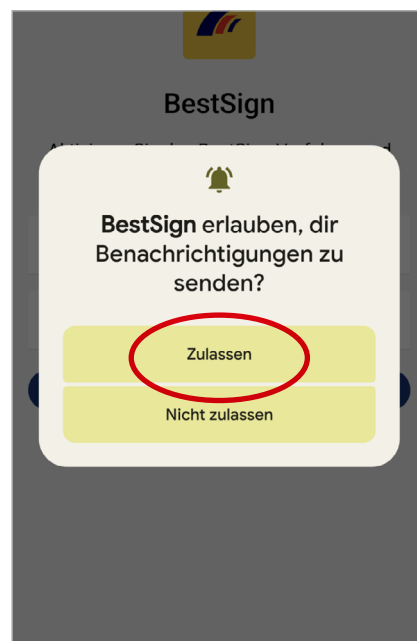 BestSign
BestSign erlauben, dir
Benachrichtigungen zu
senden?
Zulassen
Nicht zulassen